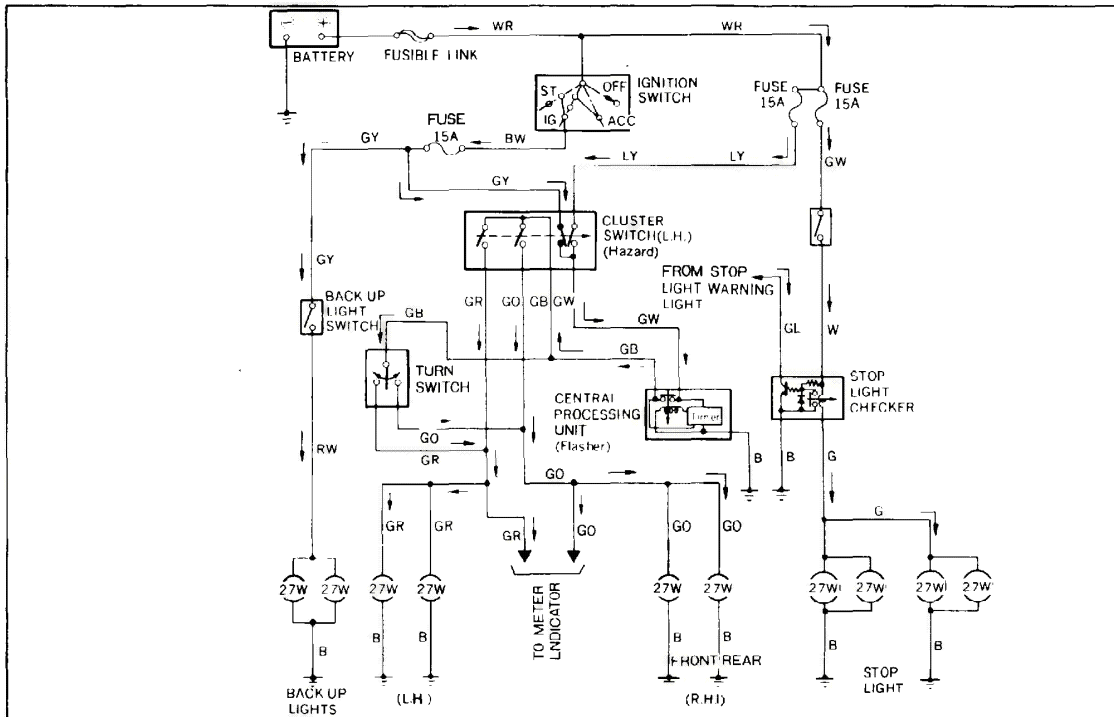 WR
WR
BATTERY
FUSIBLE LINK
IGNITION
SWITCH
ST
OFF
IG
ACC
FUSE
15A
FUSE
15A
FUSE
15A
GY
BW
LY
LY
GW
GY
CLUSTER
SWITCH(L.H.)
(Hazard)
GY
FROM STOP
LIGHT WARNING
LIGHT
BACK UP
LIGHT
SWITCH
GR
GO
GB
GW
GB
GW
GL
W
GB
TURN
SWITCH
STOP
LIGHT
CHECKER
CENTRAL
PROCESSING
UNIT
(Flasher)
Timer
GO
GR
RW
B
B
G
GO
G
GR
GR
GR
GO
GO
GO
27W
27W
27W
27W
27W
27W
27W
27W
27W
27W
TO METER
LNDICATOR
B
B
B
B
B
B
B
FRONT REAR
BACK UP
LIGHTS
(L.H.)
(R.H.)
STOP
LIGHT